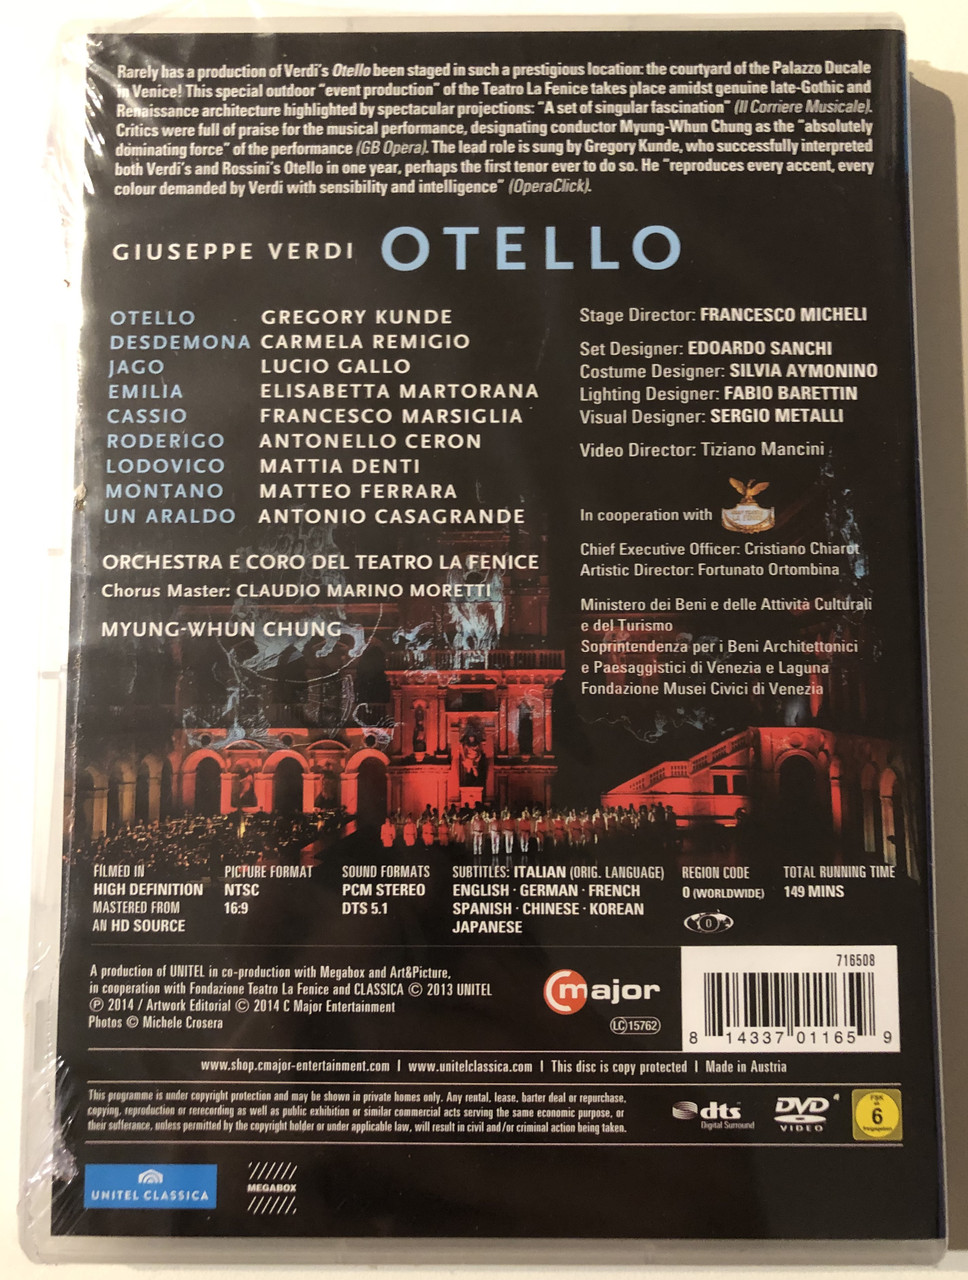 Rarely has a production of Verdi's Otello been staged in such a prestigious location: the courtyard of the Palazzo Ducale
in Venice! This special outdoor "event production" of the Teatro La Fenice takes place amidst genuine late-Gothic and
Renaissance architecture highlighted by spectacular projections: "A set of singular fascination" (Il Corriere Musicale).
Critics were full of praise for the musical performance, designating conductor Myung-Whun Chung as the "absolutely
dominating force" of the performance (GB Opera). The lead role is sung by Gregory Kunde, who successfully interpreted
both Verdi's and Rossini's Otello in one year, perhaps the first tenor ever to do so. He "reproduces every accent, every
colour demanded by Verdi with sensibility and intelligence" (OperaClick).
GIUSEPPE VERDI OTELLO
OTELLO GREGORY KUNDE
DESDEMONA CARMELA REMIGIO
JAGO LUCIO GALLO
EMILIA ELISABETTA MARTORANA
CASSIO FRANCESCO MARSIGLIA
RODERIGO ANTONELLO CERON
LODOVICO MATTIA DENTI
MONTANO MATTEO FERRARA
UN ARALDO ANTONIO CASAGRANDE
ORCHESTRA E CORO DEL TEATRO LA FENICE
Chorus Master: CLAUDIO MARINO MORETTI
MYUNG-WHUN CHUNG
Stage Director: FRANCESCO MICHELI
Set Designer: EDOARDO SANCHI
Costume Designer: SILVIA AYMONINO
Lighting Designer: FABIO BARETTIN
Visual Designer: SERGIO METALLI
Video Director: Tiziano Mancini
In cooperation with
Chief Executive Officer: Cristiano Chiarot
Artistic Director: Fortunato Ortombina
Ministero dei Beni e delle Attività Culturali
e del Turismo
Soprintendenza per i Beni Architettonici
e Paesaggistici di Venezia e Laguna
Fondazione Musei Civici di Venezia
FILMED IN
HIGH DEFINITION
MASTERED FROM
AN HD SOURCE
PICTURE FORMAT
NTSC
16:9
SOUND FORMATS
PCM STEREO
DTS 5.1
SUBTITLES: ITALIAN (ORIG. LANGUAGE)
ENGLISH · GERMAN · FRENCH
SPANISH · CHINESE · KOREAN
JAPANESE
REGION CODE
0 (WORLDWIDE)
0
TOTAL RUNNING TIME
149 MINS
A production of UNITEL in co-production with Megabox and Art&Picture,
in cooperation with Fondazione Teatro La Fenice and CLASSICA © 2013 UNITEL
℗ 2014 / Artwork Editorial © 2014 C Major Entertainment
Photos © Michele Crosera
c major
LC 15762
716508
8 14337 01165 9
www.shop.cmajor-entertainment.com | www.unitelclassica.com | This disc is copy protected | Made in Austria
This programme is under copyright protection and may be shown in private homes only. Any rental, lease, barter deal or repurchase,
copying, reproduction or rerecording as well as public exhibition or similar commercial acts serving the same economic purpose, or
their sufferance, unless permitted by the copyright holder or under applicable law, will result in civil and/or criminal action being taken.
dts
Digital Surround
DVD
VIDEO
FSK
ab
6
freigegeben
UNITEL CLASSICA
MEGABOX